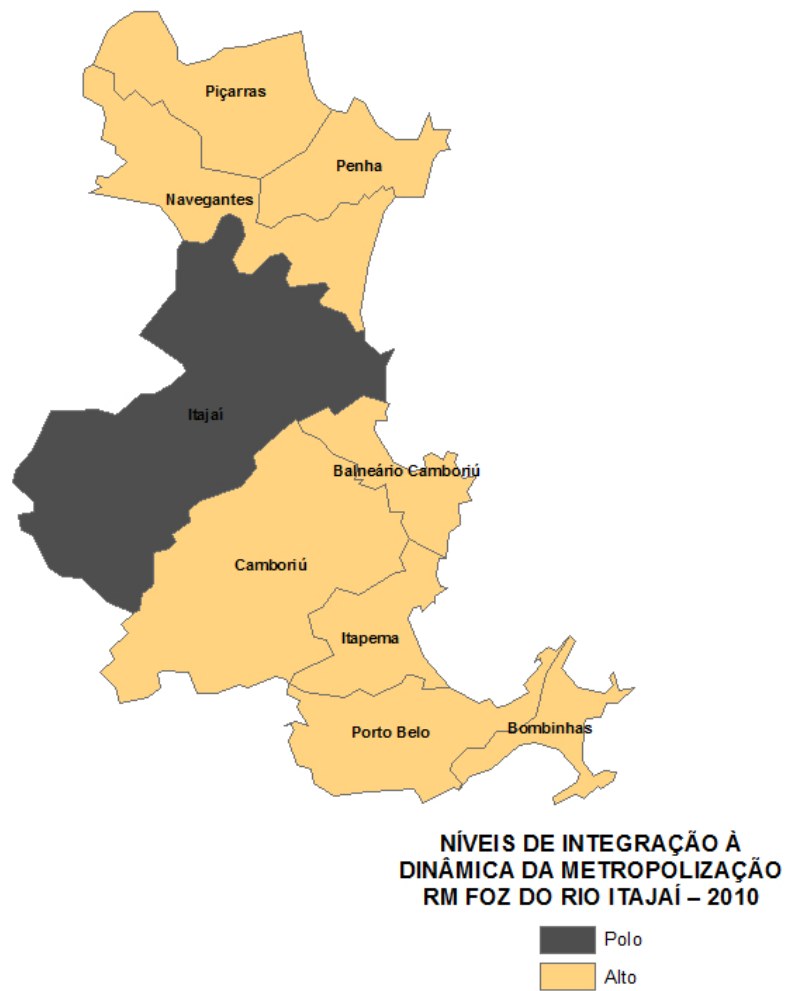 Piçarras
Penha
Navegantes
Itajaí
Balneário Camboriú
Camboriú
Itapema
Porto Belo
Bombinhas
NÍVEIS DE INTEGRAÇÃO À
DINÂMICA DA METROPOLIZAÇÃO
RM FOZ DO RIO ITAJAÍ – 2010
Polo
Alto